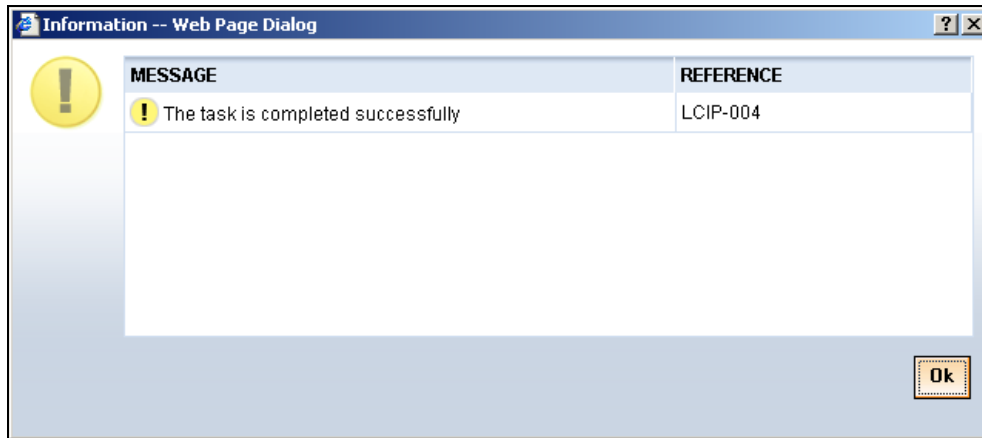 Information -- Web Page Dialog
MESSAGE REFERENCE
The task is completed successfully LCIP-004
Ok